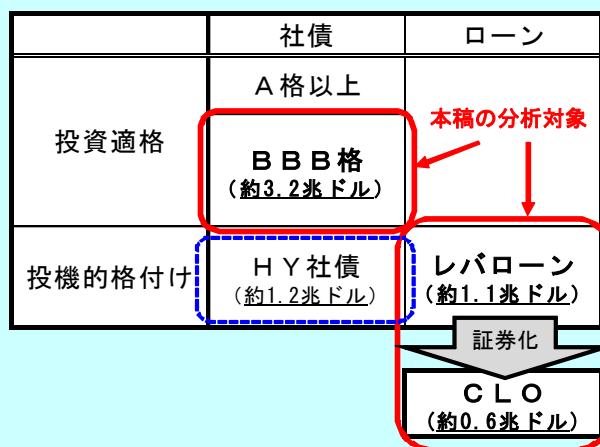 社債
ローン
A格以上
本稿の分析対象
投資適格
BBB格
(約3.2兆ドル)
投機的格付け
HY社債
(約1.2兆ドル)
レバローン
(約1.1兆ドル)
証券化
CLO
(約0.6兆ドル)